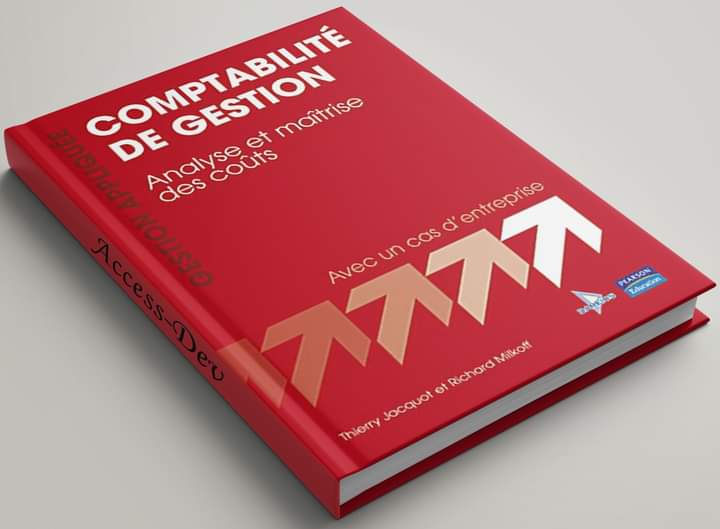 COMPTABILITÉ
DE GESTION
Analyse et maîtrise
des coûts
GESTION APPLIQUÉE
Avec un cas d'entreprise
PEARSON
Education
Thierry Jacquot et Richard Milkoff
Access-Dev